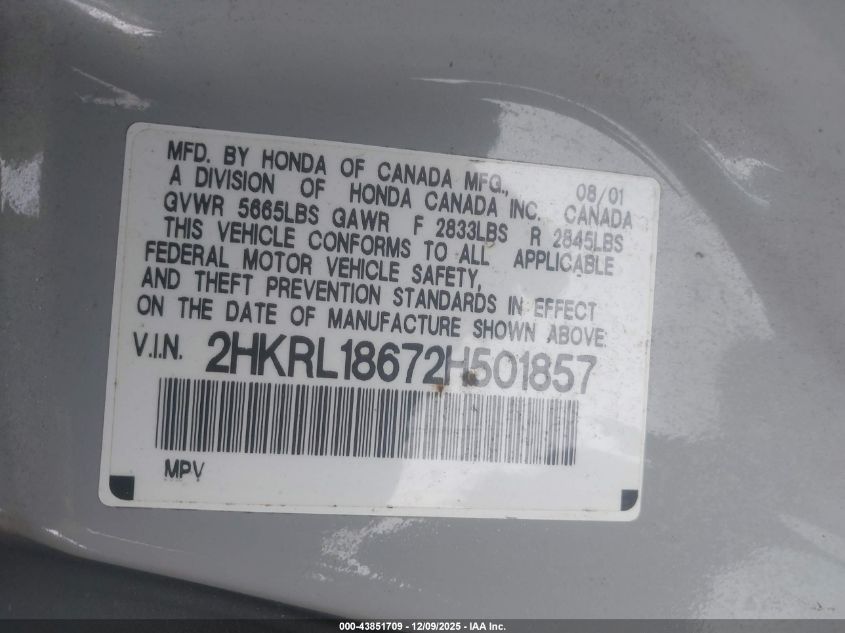 MFD. BY HONDA OF CANADA MFG., 08/01
A DIVISION OF HONDA CANADA INC. CANADA
GVWR 5665LBS GAWR F 2833LBS R 2845LBS
THIS VEHICLE CONFORMS TO ALL APPLICABLE
FEDERAL MOTOR VEHICLE SAFETY,
AND THEFT PREVENTION STANDARDS IN EFFECT
ON THE DATE OF MANUFACTURE SHOWN ABOVE.
V.I.N. 2HKRL18672H501857
MPV
000-43851709 - 12/09/2025 - IAA Inc.